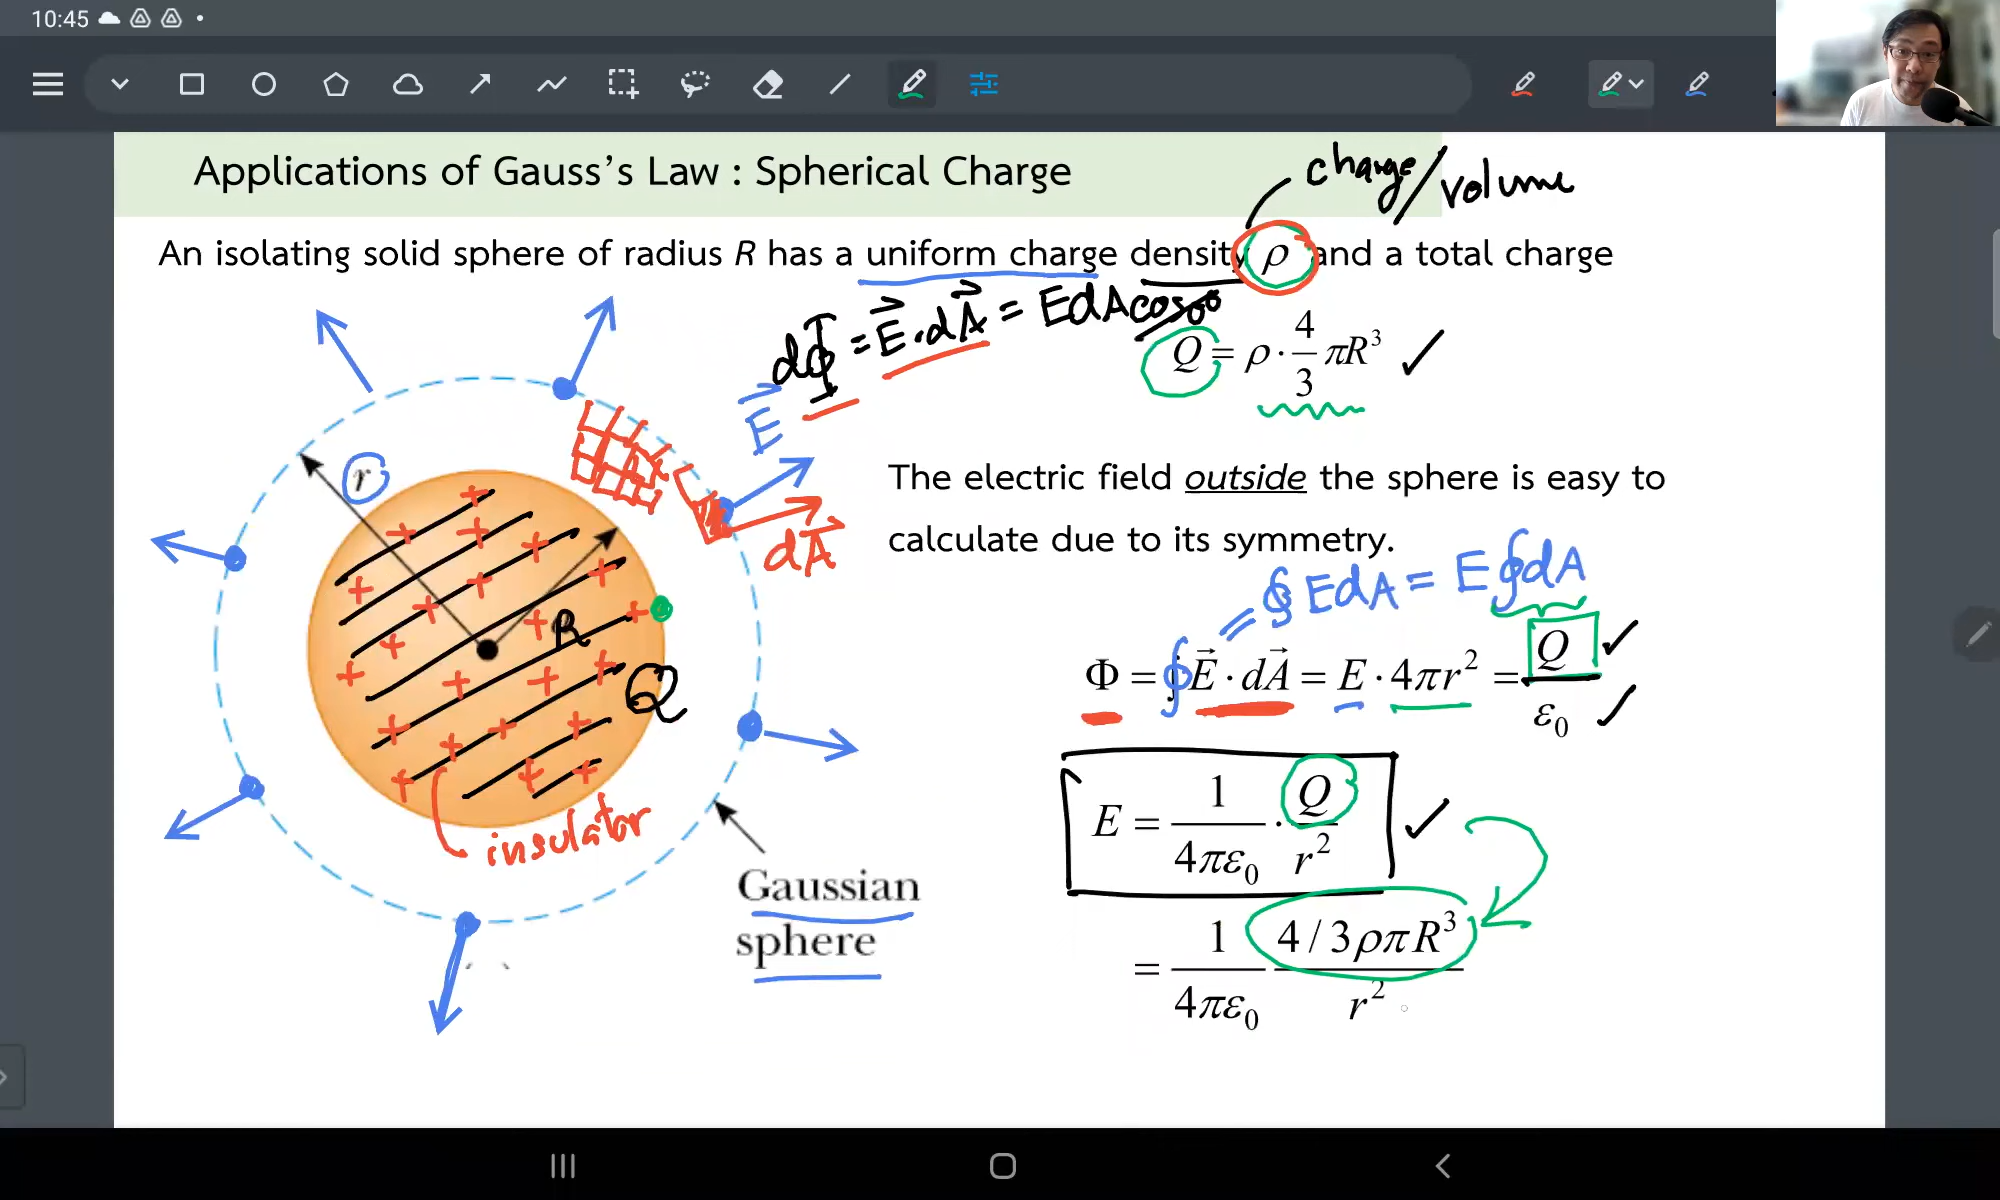 10:45
Applications of Gauss's Law : Spherical Charge
charge/volume
An isolating solid sphere of radius R has a uniform charge density ρ and a total charge
dΦ = E⃗ · dA⃗ = EdA cos0°
Q = ρ · 4/3 πR³ ✓
E⃗
r
dA⃗
The electric field outside the sphere is easy to
calculate due to its symmetry.
= ∮ EdA = E∮dA
R
Q
Φ = ∮E⃗ · dA⃗ = E · 4πr² = Q/ε₀ ✓ ✓
insulator
E = 1/4πε₀ · Q/r² ✓
Gaussian
sphere
= 1/4πε₀ 4/3ρπR³/r²